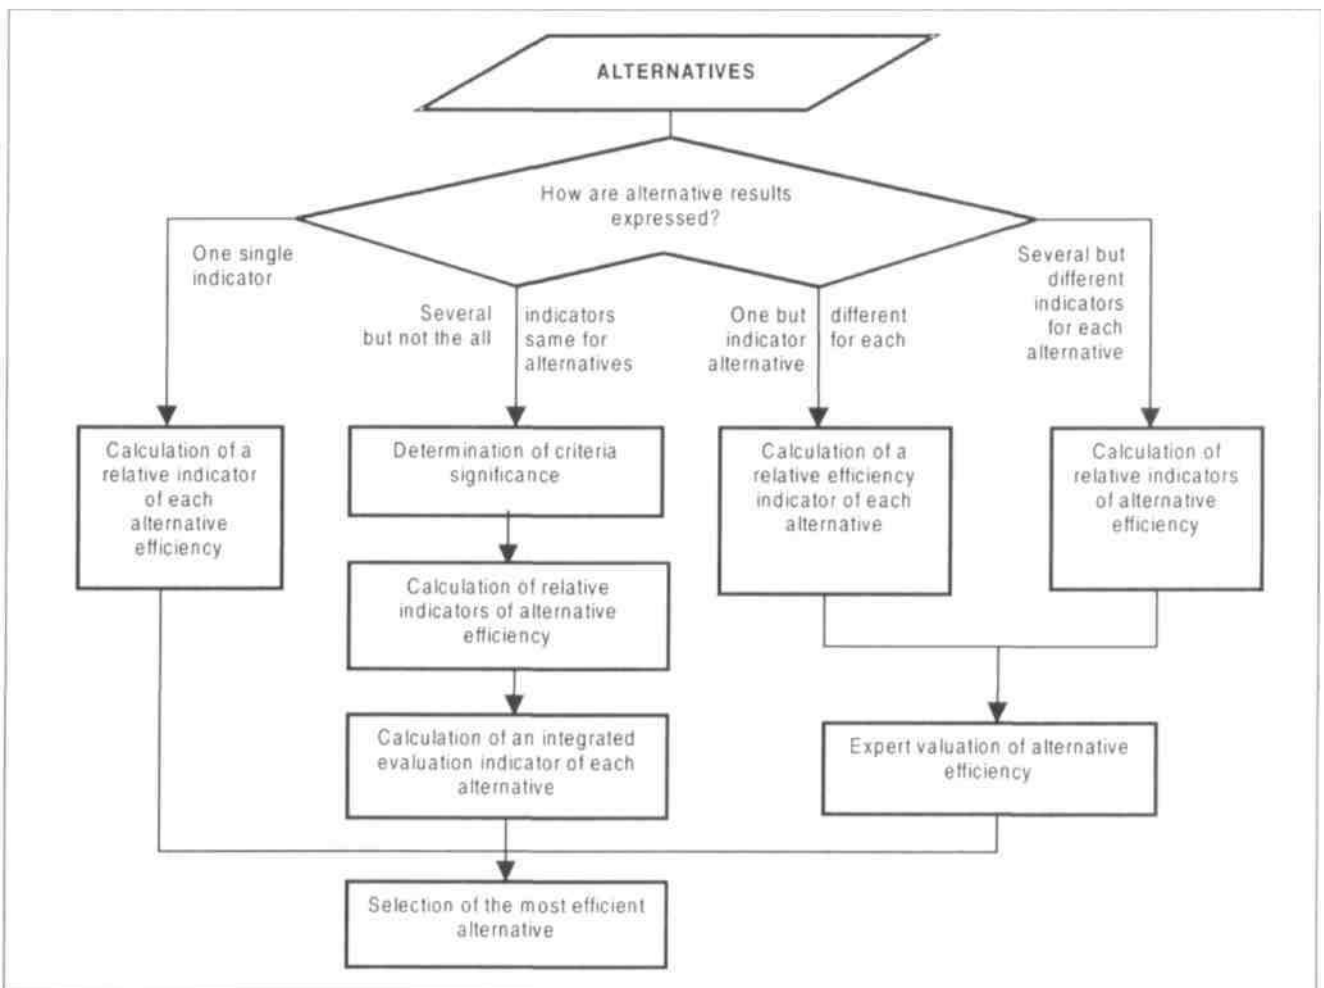 ALTERNATIVES
How are alternative results
expressed?
One single
indicator
Several indicators
but not the all same for
alternatives
One but different
indicator for each
alternative
Several but
different
indicators
for each
alternative
Calculation of a
relative indicator
of each
alternative
efficiency
Determination of criteria
significance
Calculation of relative
indicators of alternative
efficiency
Calculation of an integrated
evaluation indicator of each
alternative
Calculation of a
relative efficiency
indicator of each
alternative
Calculation of
relative indicators
of alternative
efficiency
Expert valuation of alternative
efficiency
Selection of the most efficient
alternative